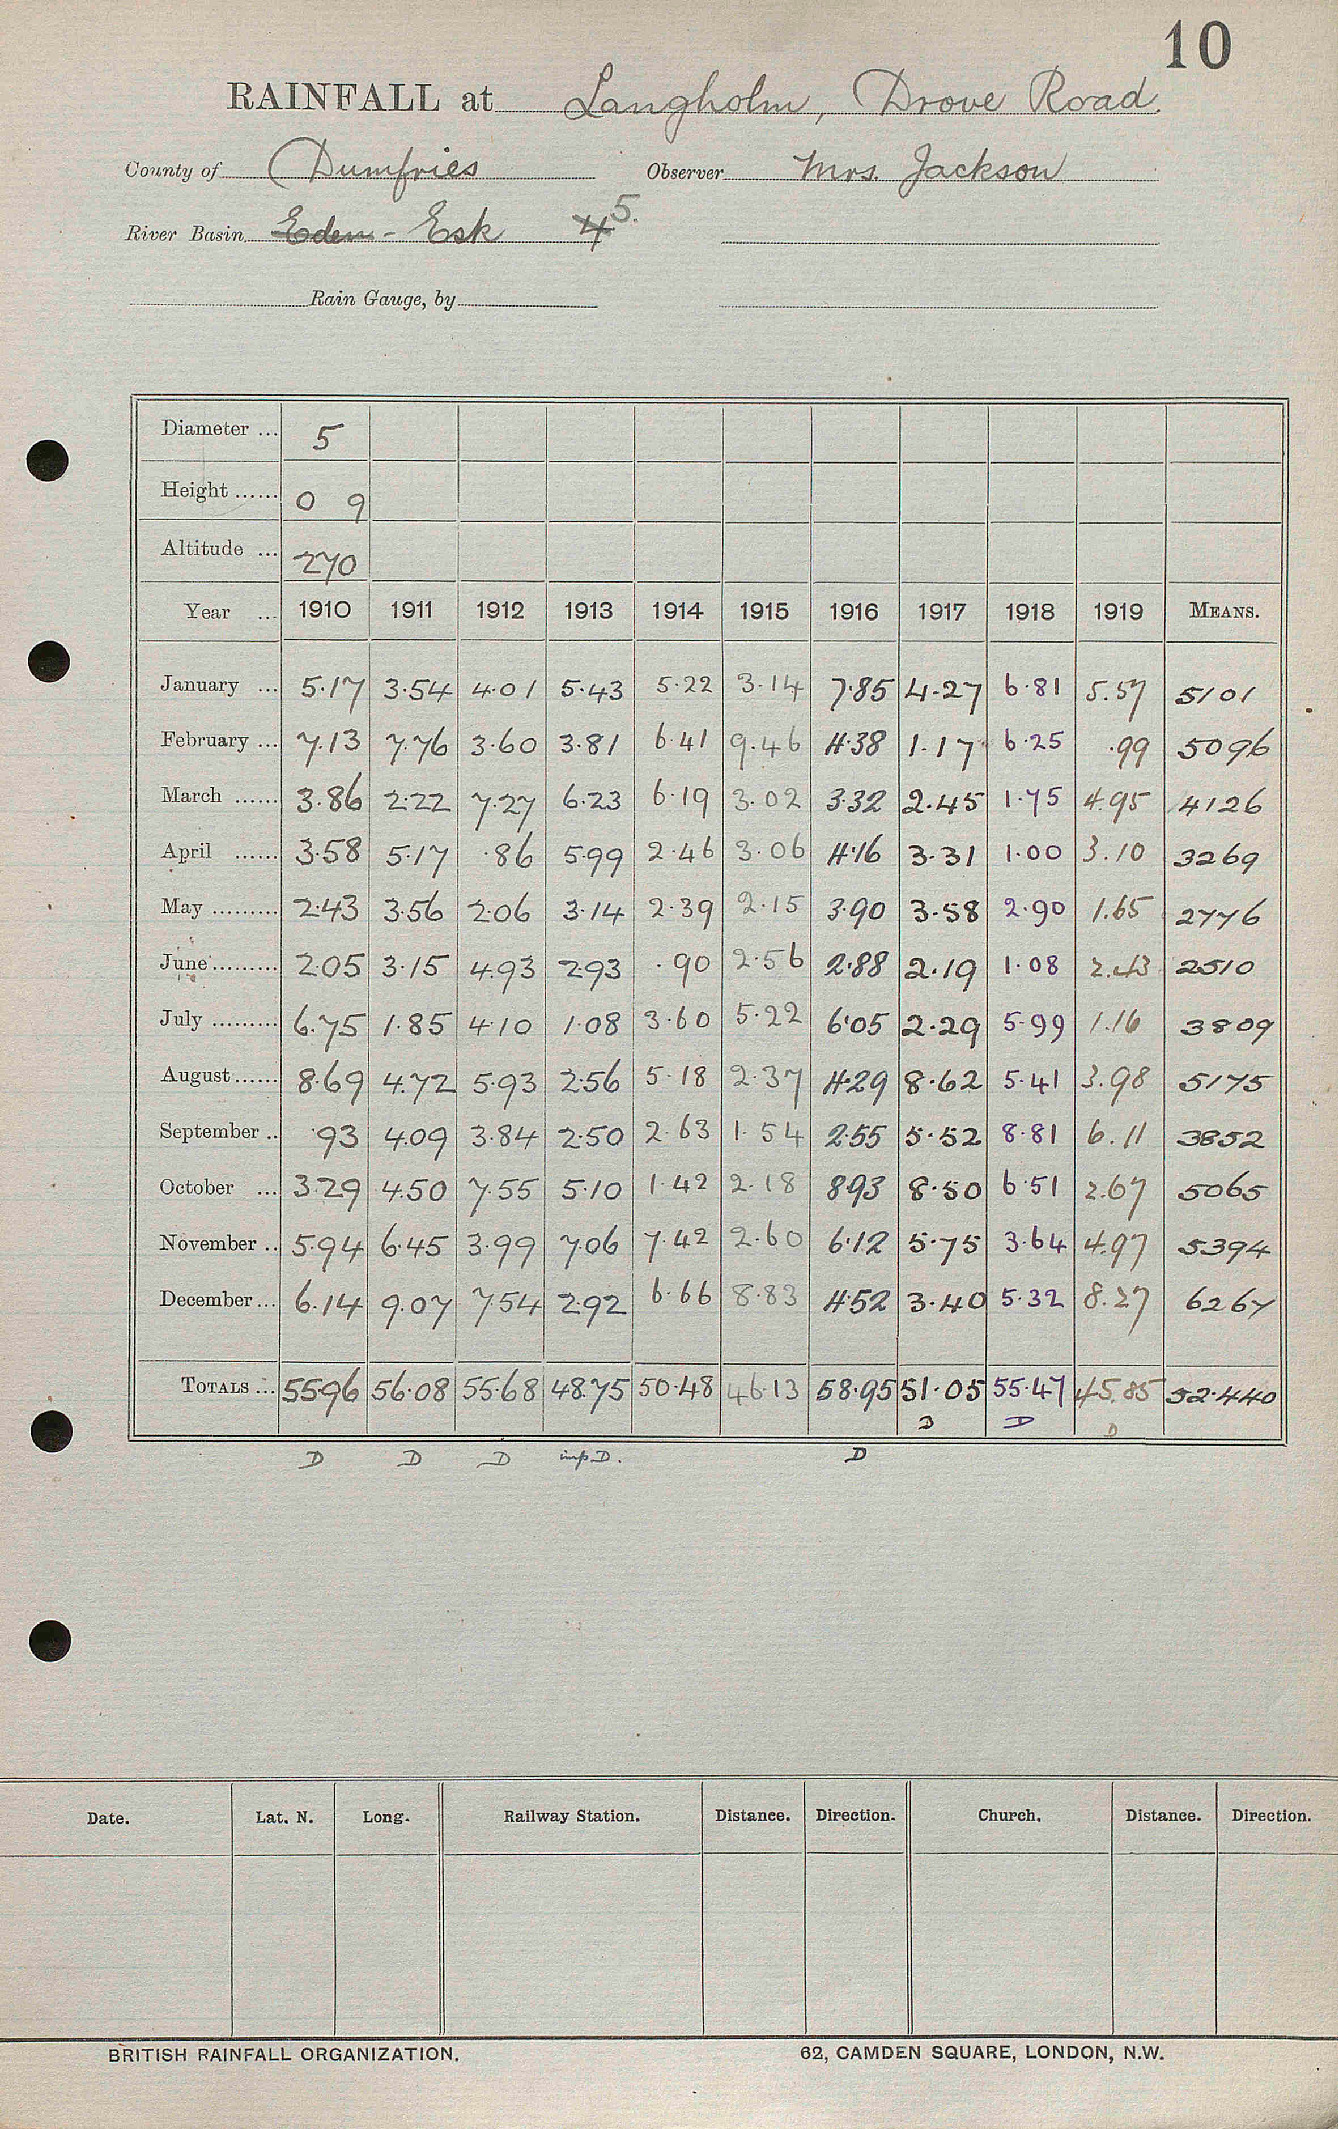 10
RAINFALL at Langholm, Drove Road.
County of Dumfries Observer Mrs. Jackson
River Basin Eden - Esk 4 5.
Rain Gauge, by
Diameter ... 5
Height ...... 0 9
Altitude ... 270
Year ... 1910 1911 1912 1913 1914 1915 1916 1917 1918 1919 MEANS.
January ... 5.17 3.54 4.01 5.43 5.22 3.14 7.85 4.27 6.81 5.57 5101
February ... 7.13 7.76 3.60 3.81 6.41 9.46 4.38 1.17 6.25 .99 5096
March ...... 3.86 2.22 7.27 6.23 6.19 3.02 3.32 2.45 1.75 4.95 4126
April ...... 3.58 5.17 .86 5.99 2.46 3.06 4.16 3.31 1.00 3.10 3269
May ......... 2.43 3.56 2.06 3.14 2.39 2.15 3.90 3.58 2.90 1.65 2776
June ......... 2.05 3.15 4.93 2.93 .90 2.56 2.88 2.19 1.08 2.43 2510
July ......... 6.75 1.85 4.10 1.08 3.60 5.22 6.05 2.29 5.99 1.16 3809
August ...... 8.69 4.72 5.93 2.56 5.18 2.37 4.29 8.62 5.41 3.98 5175
September .. .93 4.09 3.84 2.50 2.63 1.54 2.55 5.52 8.81 6.11 3852
October ... 3.29 4.50 7.55 5.10 1.42 2.18 8.93 8.50 6.51 2.67 5065
November .. 5.94 6.45 3.99 7.06 7.42 2.60 6.12 5.75 3.64 4.97 5394
December ... 6.14 9.07 7.54 2.92 6.66 8.83 4.52 3.40 5.32 8.27 6267
TOTALS ... 55.96 56.08 55.68 48.75 50.48 46.13 58.95 51.05 55.47 45.85 52.440
D D D
D D D imp D. D
Date. Lat. N. Long. Railway Station. Distance. Direction. Church. Distance. Direction.
BRITISH RAINFALL ORGANIZATION. 62, CAMDEN SQUARE, LONDON, N.W.